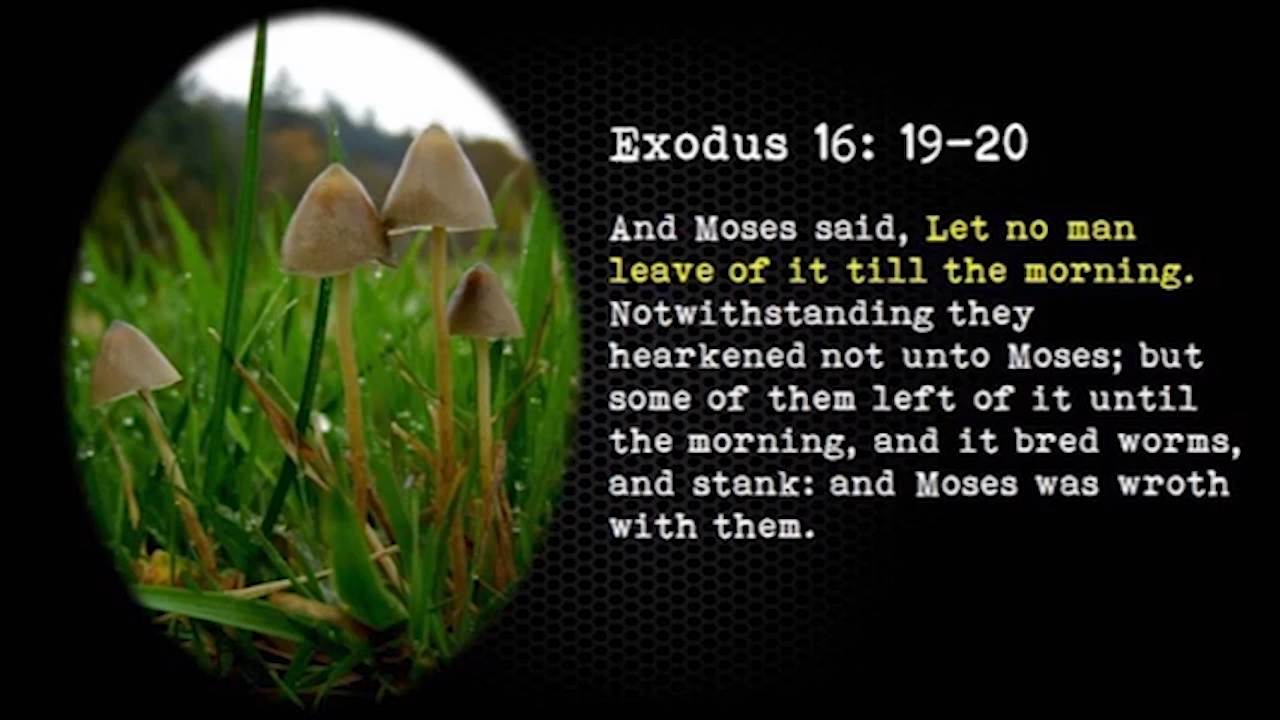 Exodus 16: 19-20
And Moses said, Let no man
leave of it till the morning.
Notwithstanding they
hearkened not unto Moses; but
some of them left of it until
the morning, and it bred worms,
and stank: and Moses was wroth
with them.